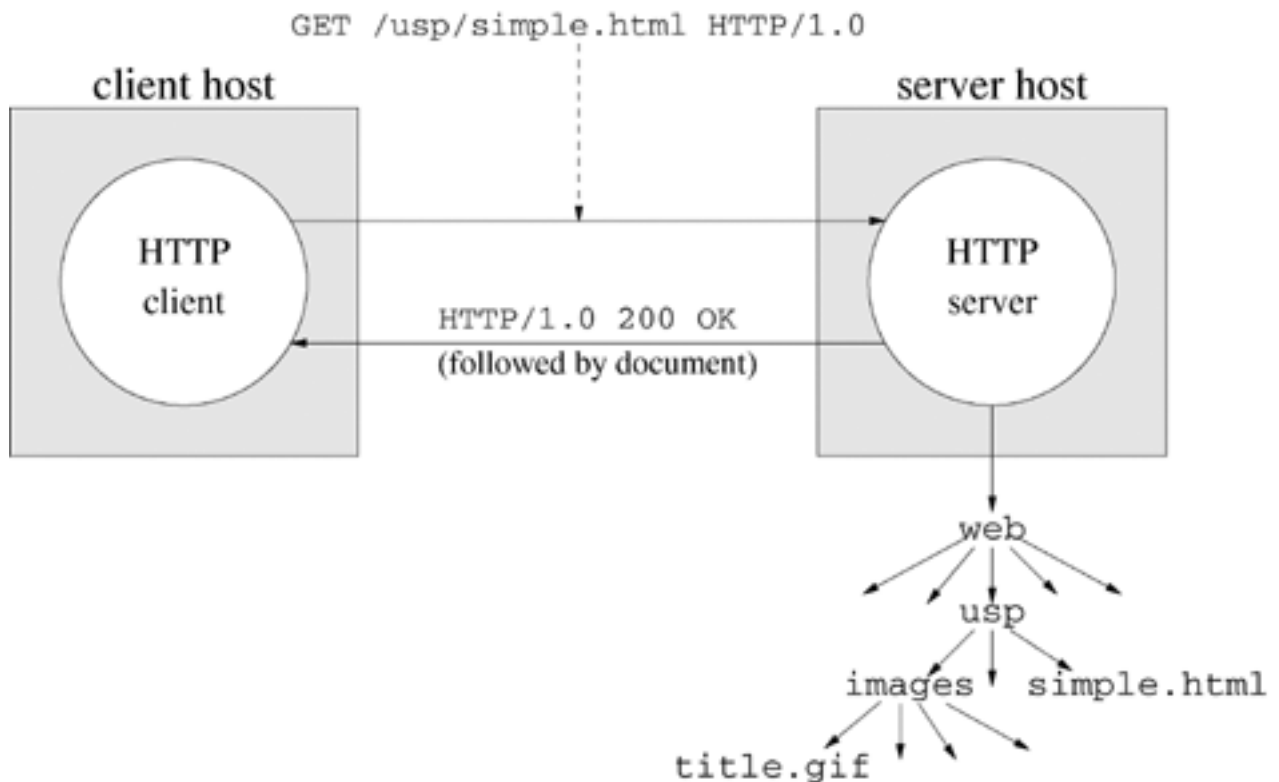 GET /usp/simple.html HTTP/1.0
client host
server host
HTTP
client
HTTP
server
HTTP/1.0 200 OK
(followed by document)
web
usp
images
simple.html
title.gif